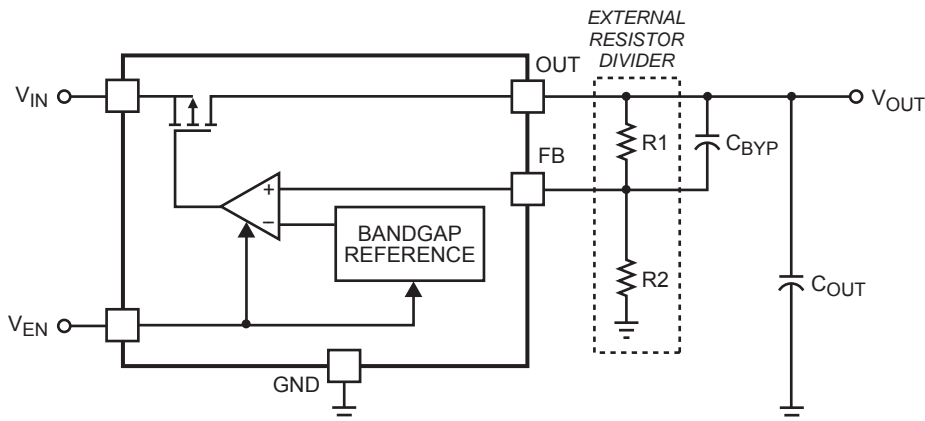 EXTERNAL
RESISTOR
DIVIDER
OUT
VIN
VOUT
R1
CBYP
FB
+
–
BANDGAP
REFERENCE
R2
COUT
VEN
GND